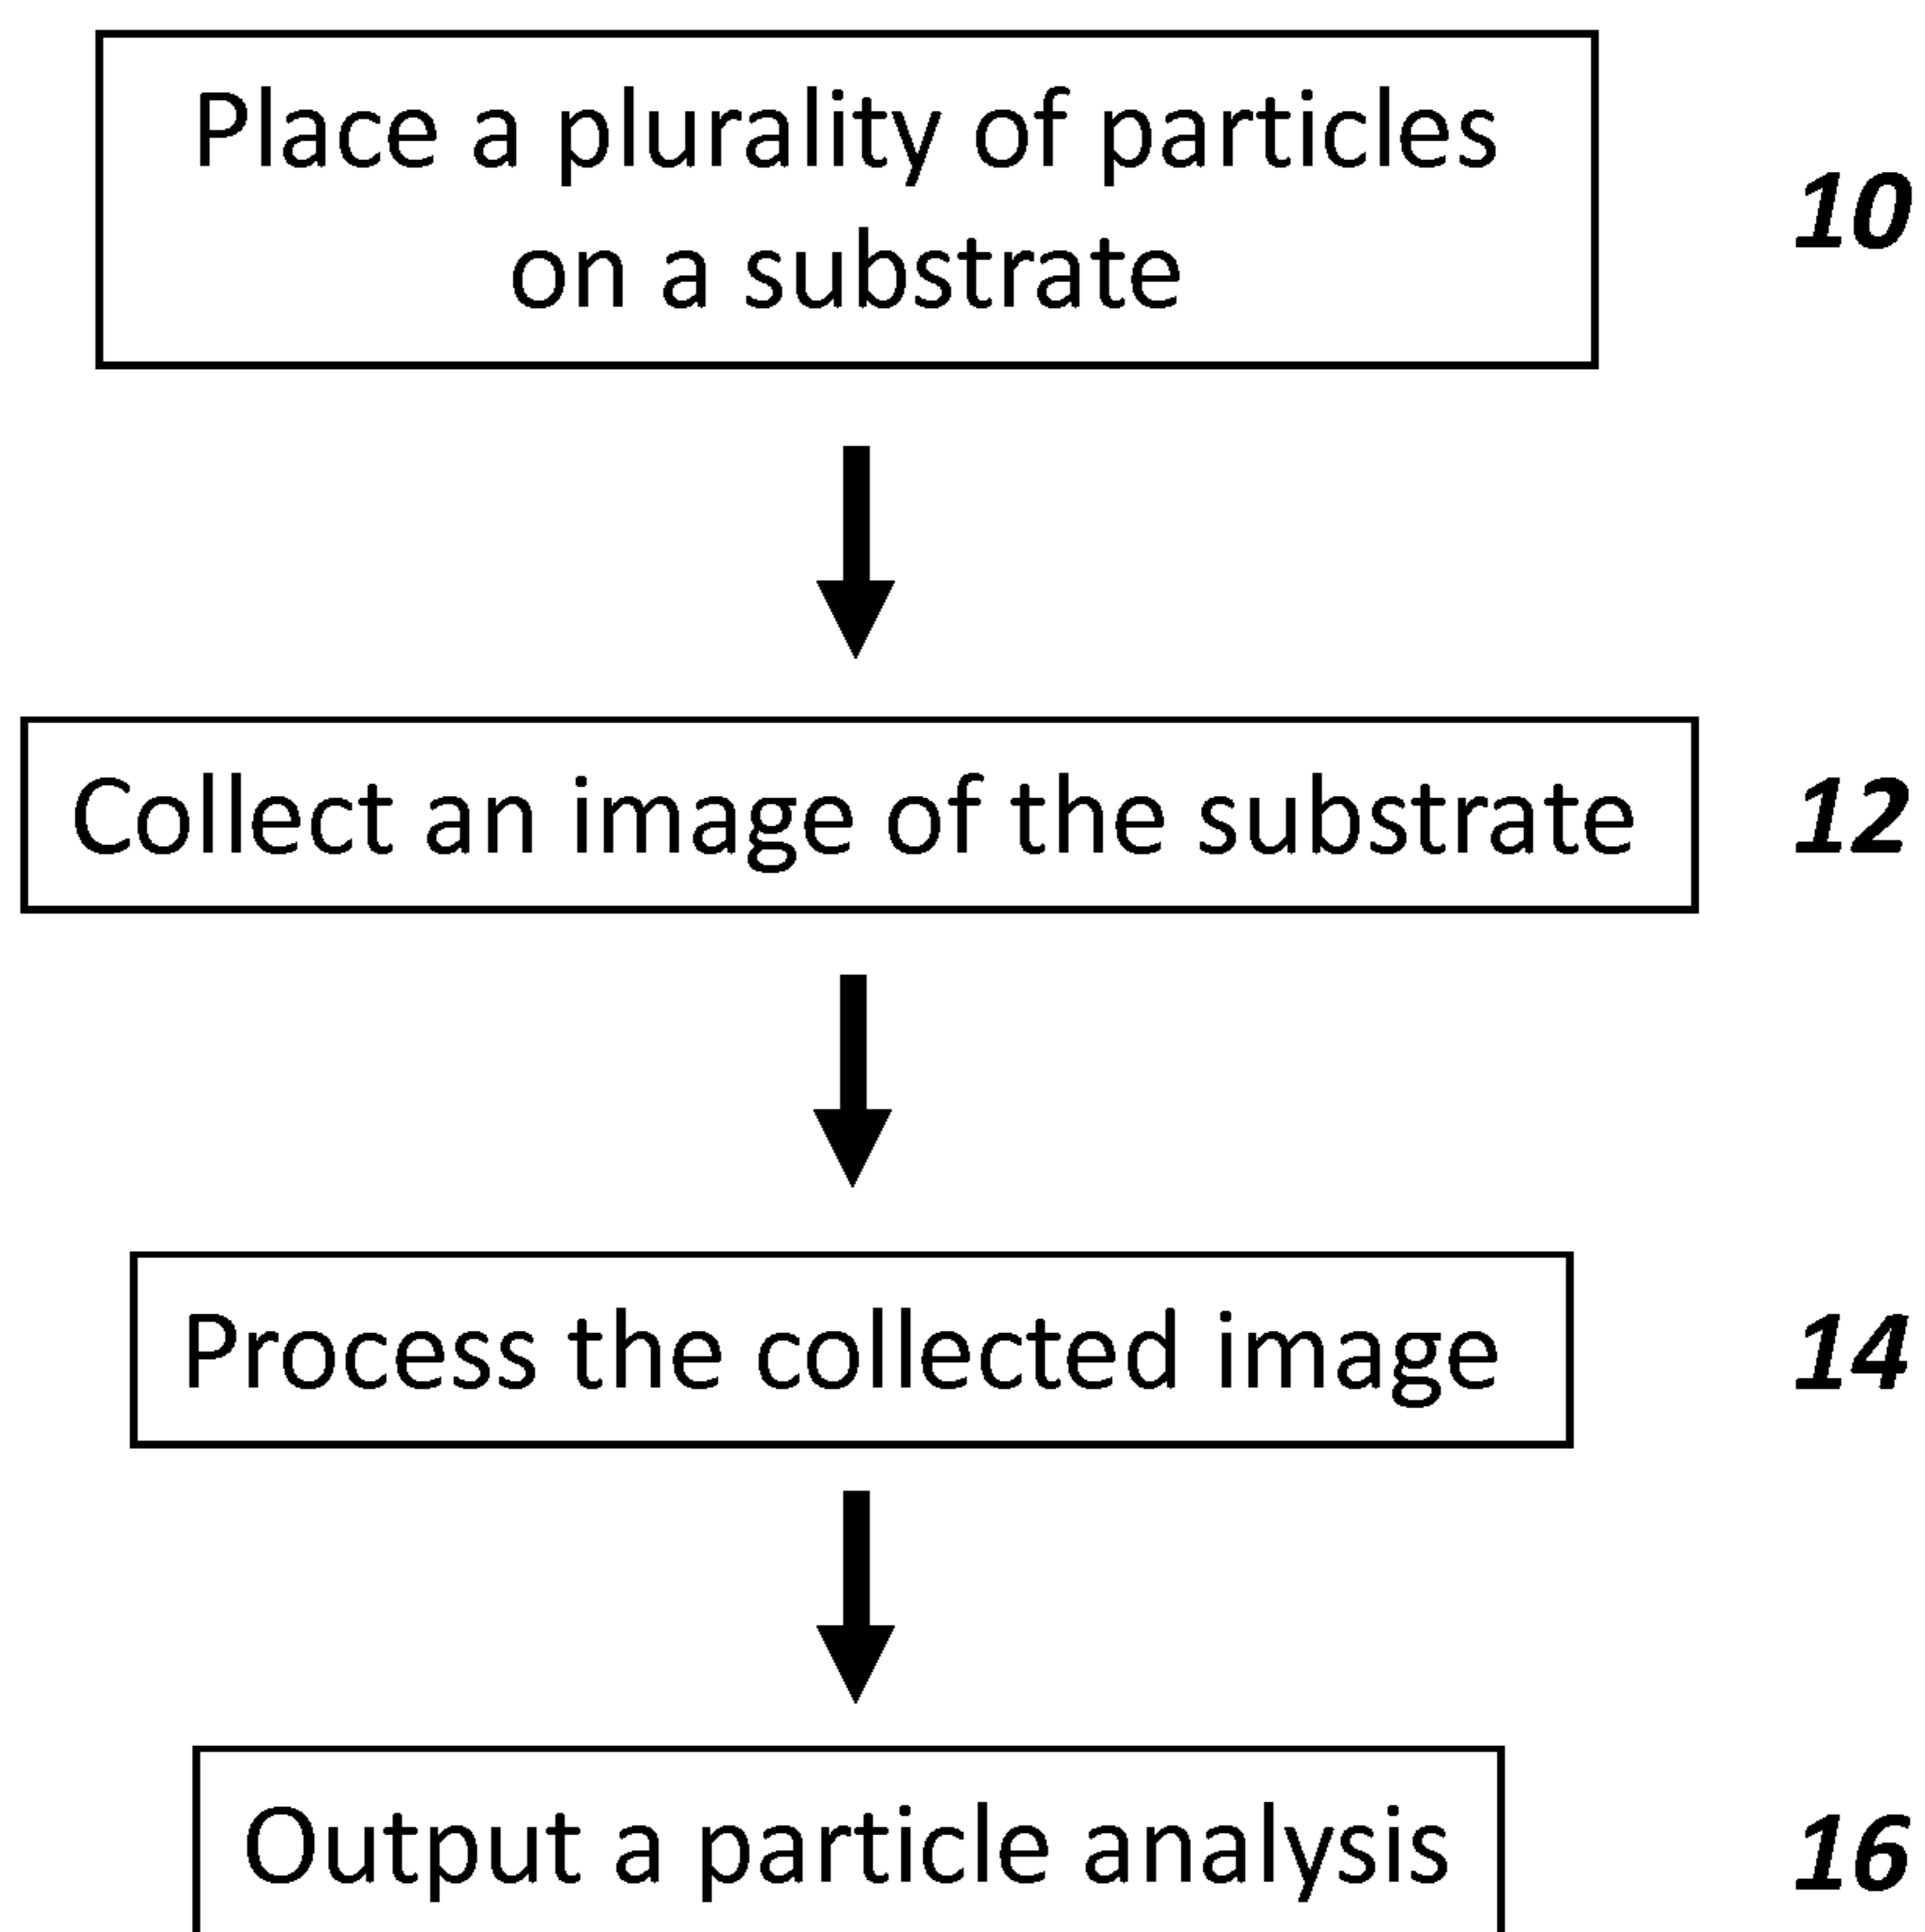 Place a plurality of particles
on a substrate
10
Collect an image of the substrate
12
Process the collected image
14
Output a particle analysis
16